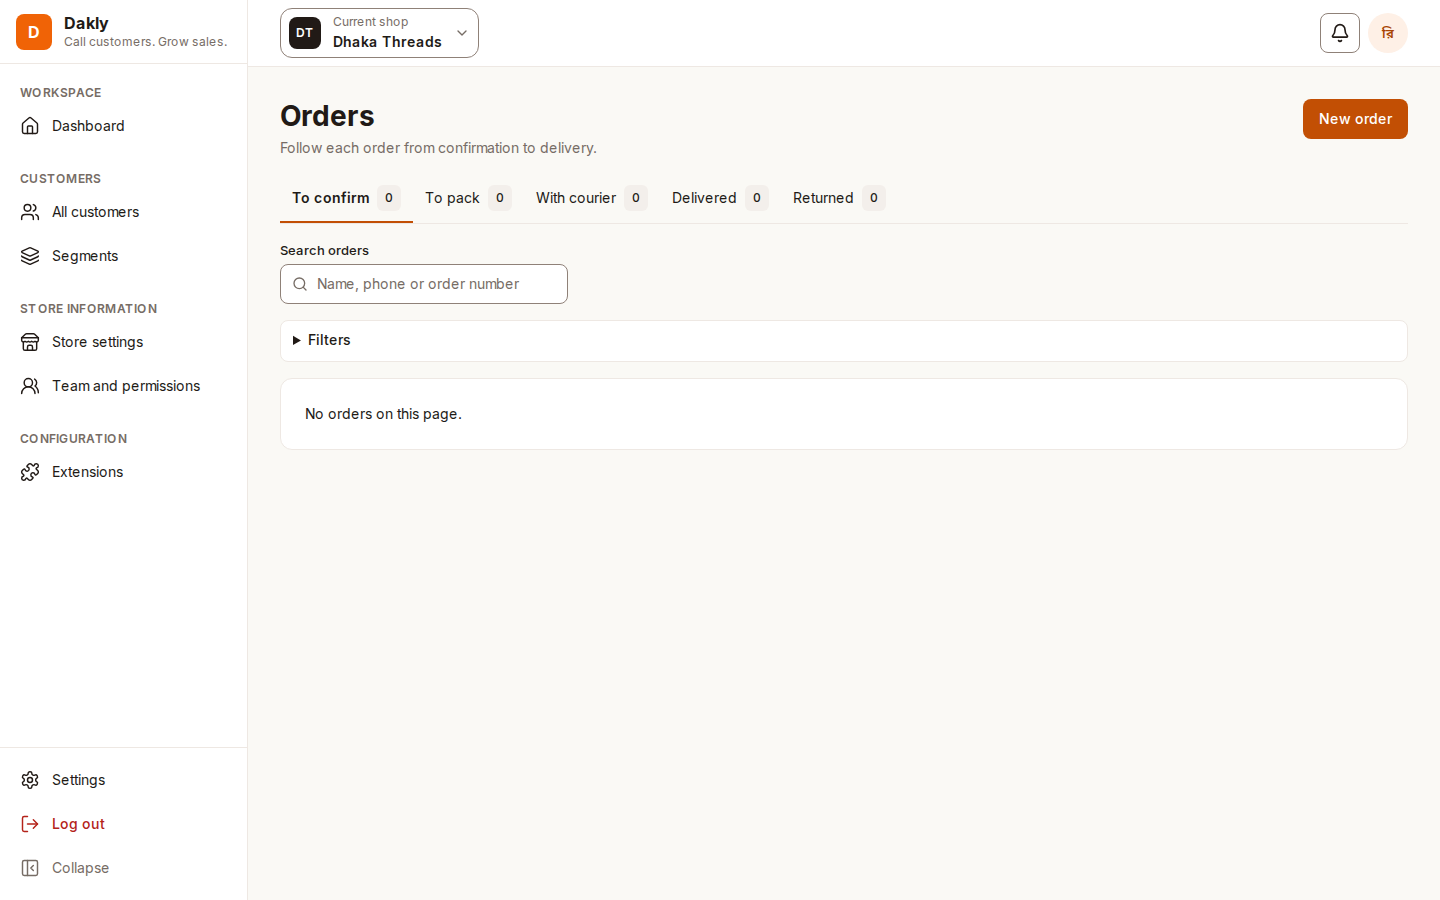 D
Dakly
Call customers. Grow sales.
WORKSPACE
Dashboard
CUSTOMERS
All customers
Segments
STORE INFORMATION
Store settings
Team and permissions
CONFIGURATION
Extensions
Settings
Log out
Collapse
DT
Current shop
Dhaka Threads
রি
Orders
Follow each order from confirmation to delivery.
New order
To confirm 0 To pack 0 With courier 0 Delivered 0 Returned 0
Search orders
Name, phone or order number
Filters
No orders on this page.